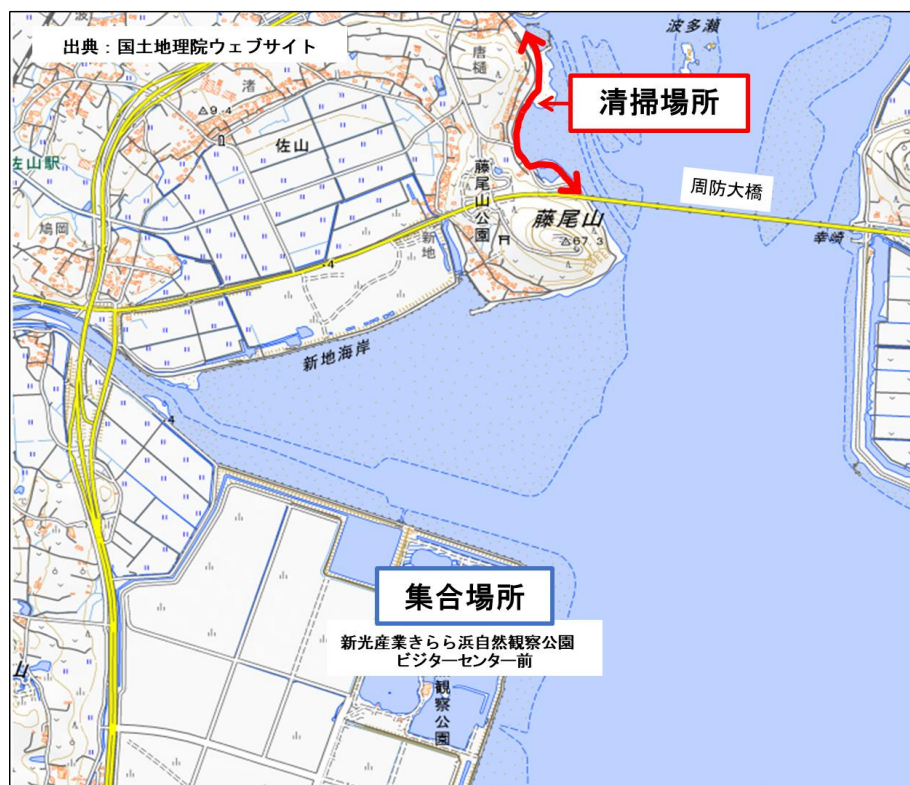 出典：国土地理院ウェブサイト
波多瀬
唐樋
渚
清掃場所
9.4
佐山
佐山駅
藤尾山公園
周防大橋
藤尾山
鳩岡
新地
67.3
幸崎
4
新地海岸
4
集合場所
新光産業きらら浜自然観察公園
ビジターセンター前
観察公園